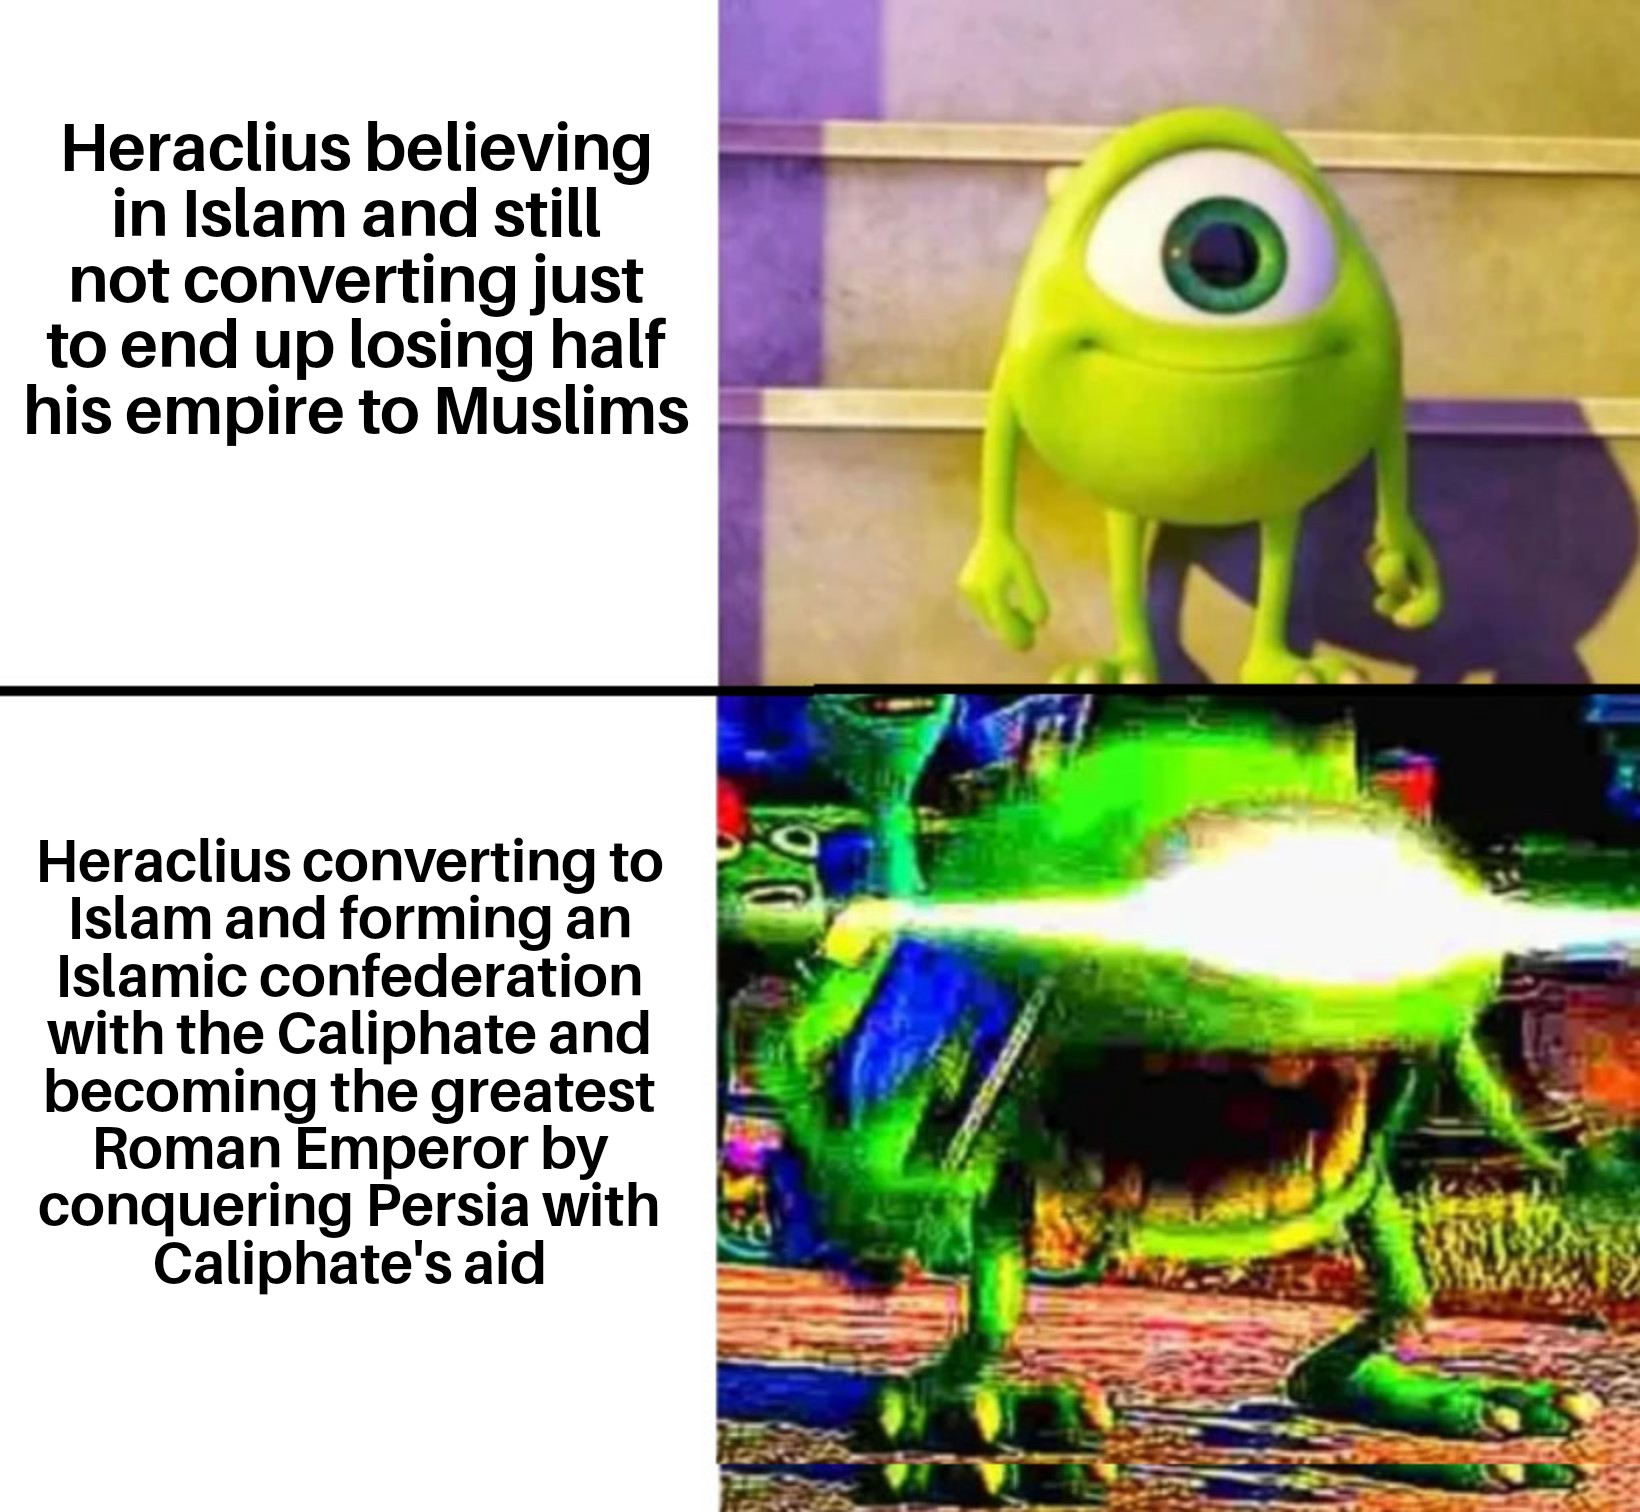 Heraclius believing
in Islam and still
not converting just
to end up losing half
his empire to Muslims
Heraclius converting to
Islam and forming an
Islamic confederation
with the Caliphate and
becoming the greatest
Roman Emperor by
conquering Persia with
Caliphate's aid